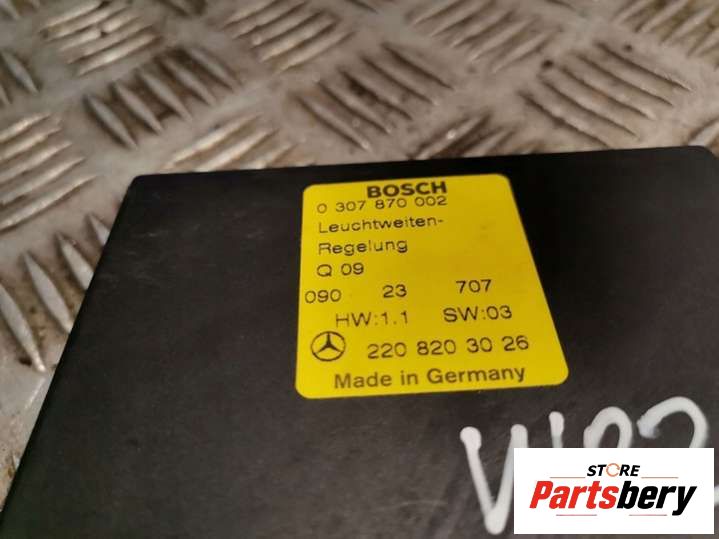 BOSCH
0 307 870 002
Leuchtweiten-
Regelung
Q 09
090 23 707
HW:1.1 SW:03
220 820 30 26
Made in Germany
STORE
Partsbery